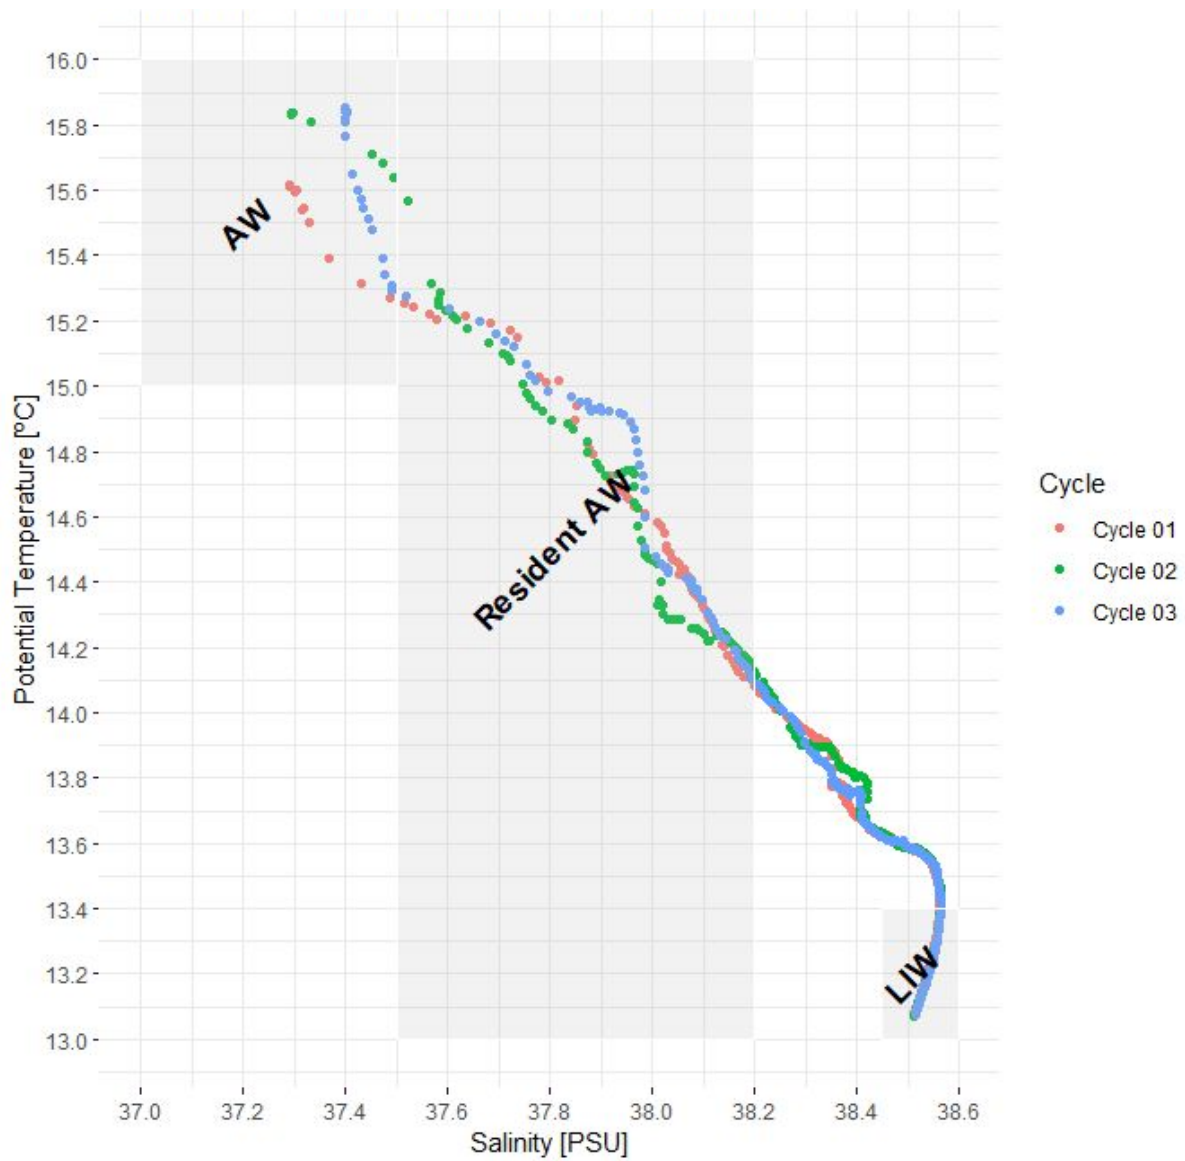 16.0
15.8
15.6
15.4
15.2
15.0
14.8
14.6
14.4
14.2
14.0
13.8
13.6
13.4
13.2
13.0
Potential Temperature [ºC]
AW
Resident AW
LIW
37.0 37.2 37.4 37.6 37.8 38.0 38.2 38.4 38.6
Salinity [PSU]
Cycle
Cycle 01
Cycle 02
Cycle 03